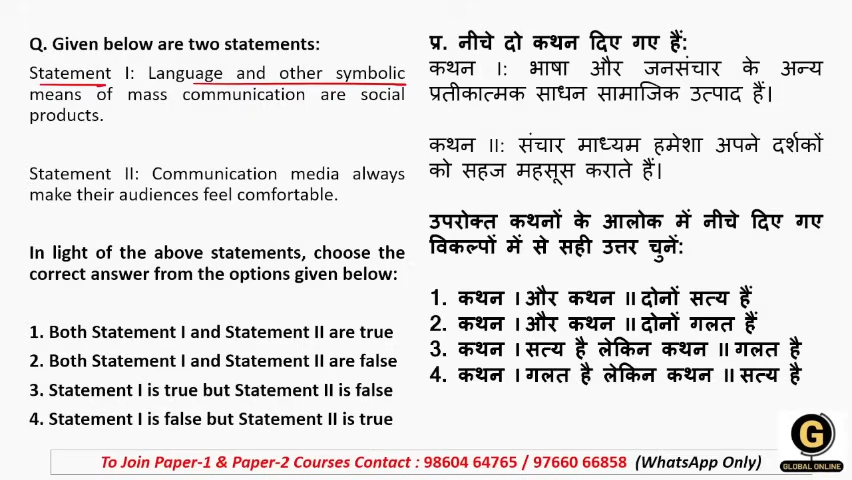 Q. Given below are two statements:
Statement I: Language and other symbolic
means of mass communication are social
products.
Statement II: Communication media always
make their audiences feel comfortable.
In light of the above statements, choose the
correct answer from the options given below:
1. Both Statement I and Statement II are true
2. Both Statement I and Statement II are false
3. Statement I is true but Statement II is false
4. Statement I is false but Statement II is true
प्र. नीचे दो कथन दिए गए हैं:
कथन I: भाषा और जनसंचार के अन्य
प्रतीकात्मक साधन सामाजिक उत्पाद हैं।
कथन II: संचार माध्यम हमेशा अपने दर्शकों
को सहज महसूस कराते हैं।
उपरोक्त कथनों के आलोक में नीचे दिए गए
विकल्पों में से सही उत्तर चुनें:
1. कथन I और कथन II दोनों सत्य हैं
2. कथन I और कथन II दोनों गलत हैं
3. कथन I सत्य है लेकिन कथन II गलत है
4. कथन I गलत है लेकिन कथन II सत्य है
To Join Paper-1 & Paper-2 Courses Contact : 98604 64765 / 97660 66858 (WhatsApp Only)
G
GLOBAL ONLINE